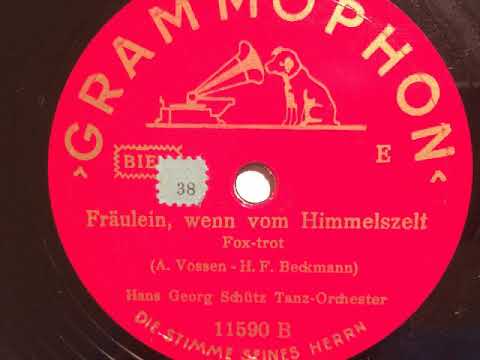 ›GRAMMOPHON‹
BIE
E
38
Fräulein, wenn vom Himmelszelt
Fox-trot
(A. Vossen - H. F. Beckmann)
Hans Georg Schütz Tanz-Orchester
11590 B
DIE STIMME SEINES HERRN